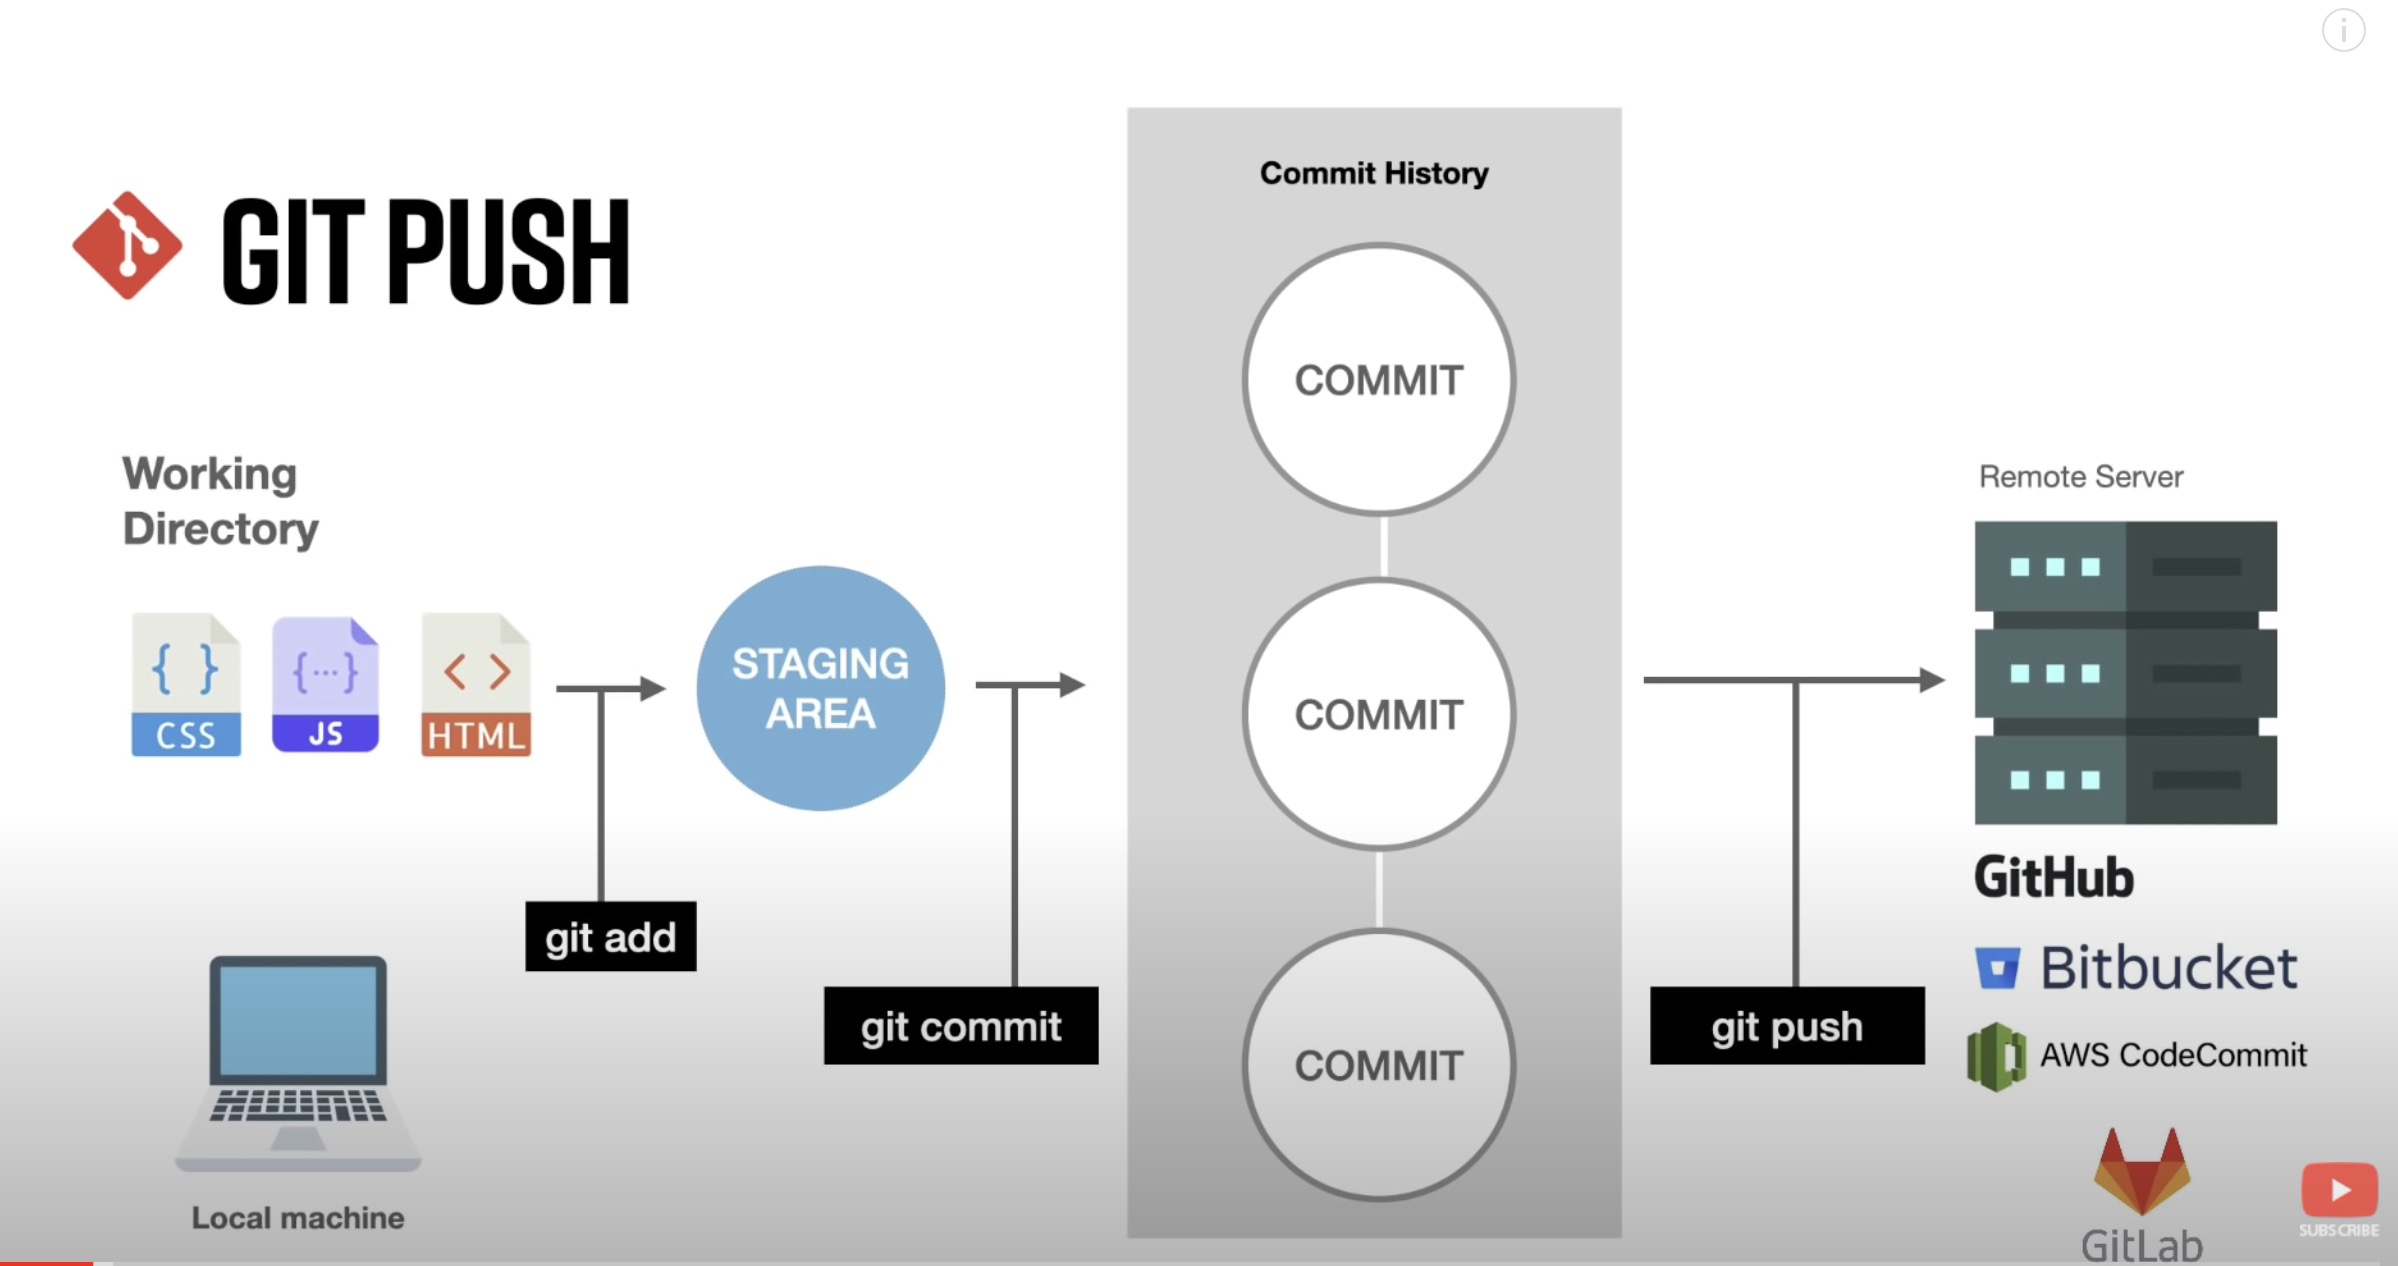 GIT PUSH
Commit History
COMMIT
COMMIT
COMMIT
Working
Directory
CSS
JS
HTML
STAGING
AREA
git add
git commit
git push
Local machine
Remote Server
GitHub
Bitbucket
AWS CodeCommit
GitLab
SUBSCRIBE